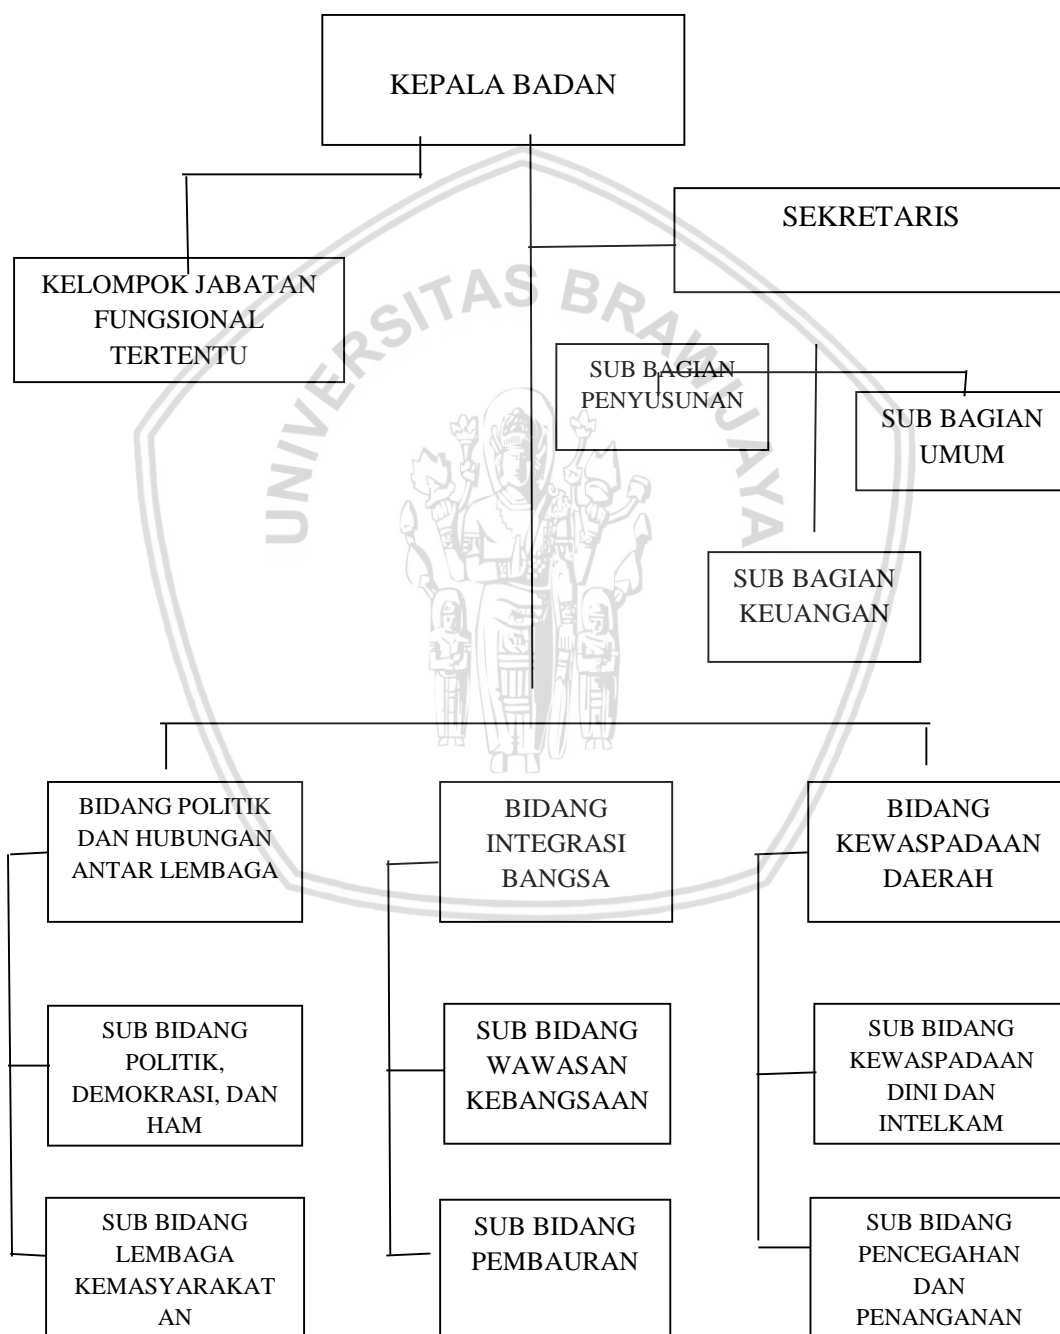 KEPALA BADAN
SEKRETARIS
KELOMPOK JABATAN
FUNGSIONAL
TERTENTU
UNIVERSITAS BRAWIJAYA
SUB BAGIAN
PENYUSUNAN
SUB BAGIAN
UMUM
SUB BAGIAN
KEUANGAN
BIDANG POLITIK
DAN HUBUNGAN
ANTAR LEMBAGA
BIDANG
INTEGRASI
BANGSA
BIDANG
KEWASPADAAN
DAERAH
SUB BIDANG
POLITIK,
DEMOKRASI, DAN
HAM
SUB BIDANG
WAWASAN
KEBANGSAAN
SUB BIDANG
KEWASPADAAN
DINI DAN
INTELKAM
SUB BIDANG
LEMBAGA
KEMASYARAKAT
AN
SUB BIDANG
PEMBAURAN
SUB BIDANG
PENCEGAHAN
DAN
PENANGANAN